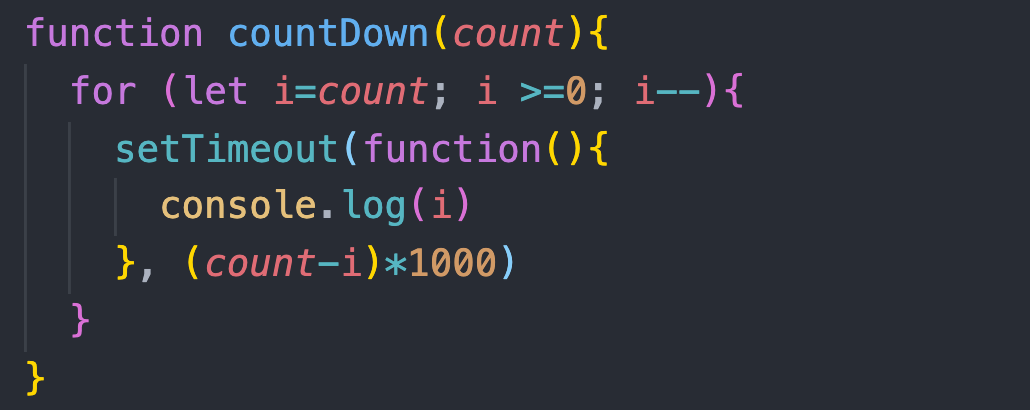 function countDown(count){
for (let i=count; i >=0; i--){
setTimeout(function(){
console.log(i)
}, (count-i)*1000)
}
}